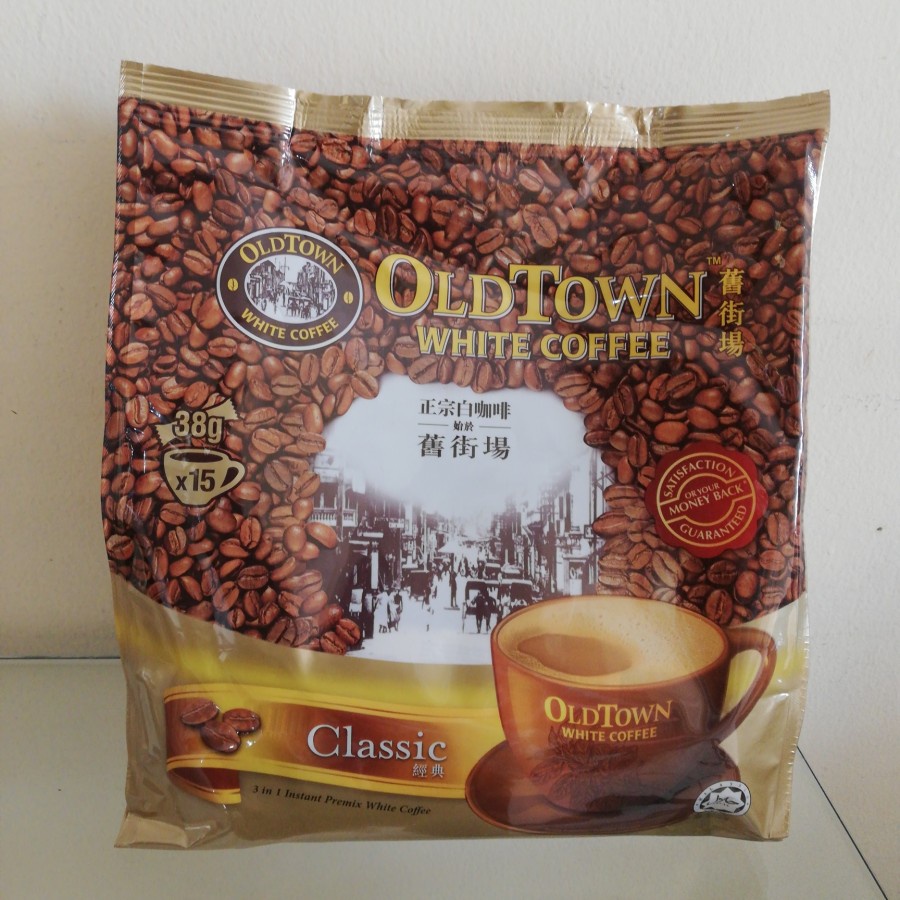 OLDTOWN
WHITE COFFEE
OLDTOWN™
WHITE COFFEE
舊街場
正宗白咖啡
始於
舊街場
38g
x15
SATISFACTION
OR YOUR
MONEY BACK*
GUARANTEED
OLDTOWN
WHITE COFFEE
Classic
經典
3 in 1 Instant Premix White Coffee